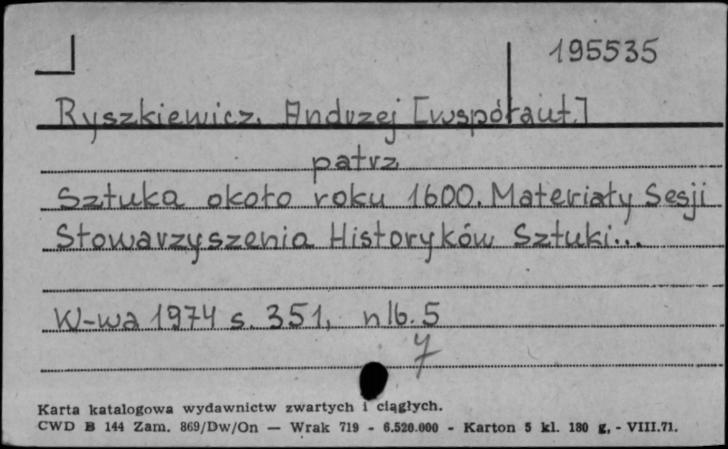 195535
Ryszkiewicz, Andrzej [współaut.]
patrz
Sztuka około roku 1600. Materiały Sesji
Stowarzyszenia Historyków Sztuki...
W-wa 1974 s. 351, nlb. 5
7
Karta katalogowa wydawnictw zwartych i ciągłych.
CWD B 144 Zam. 869/Dw/On — Wrak 719 - 6.520.000 - Karton 5 kl. 180 g, - VIII.71.